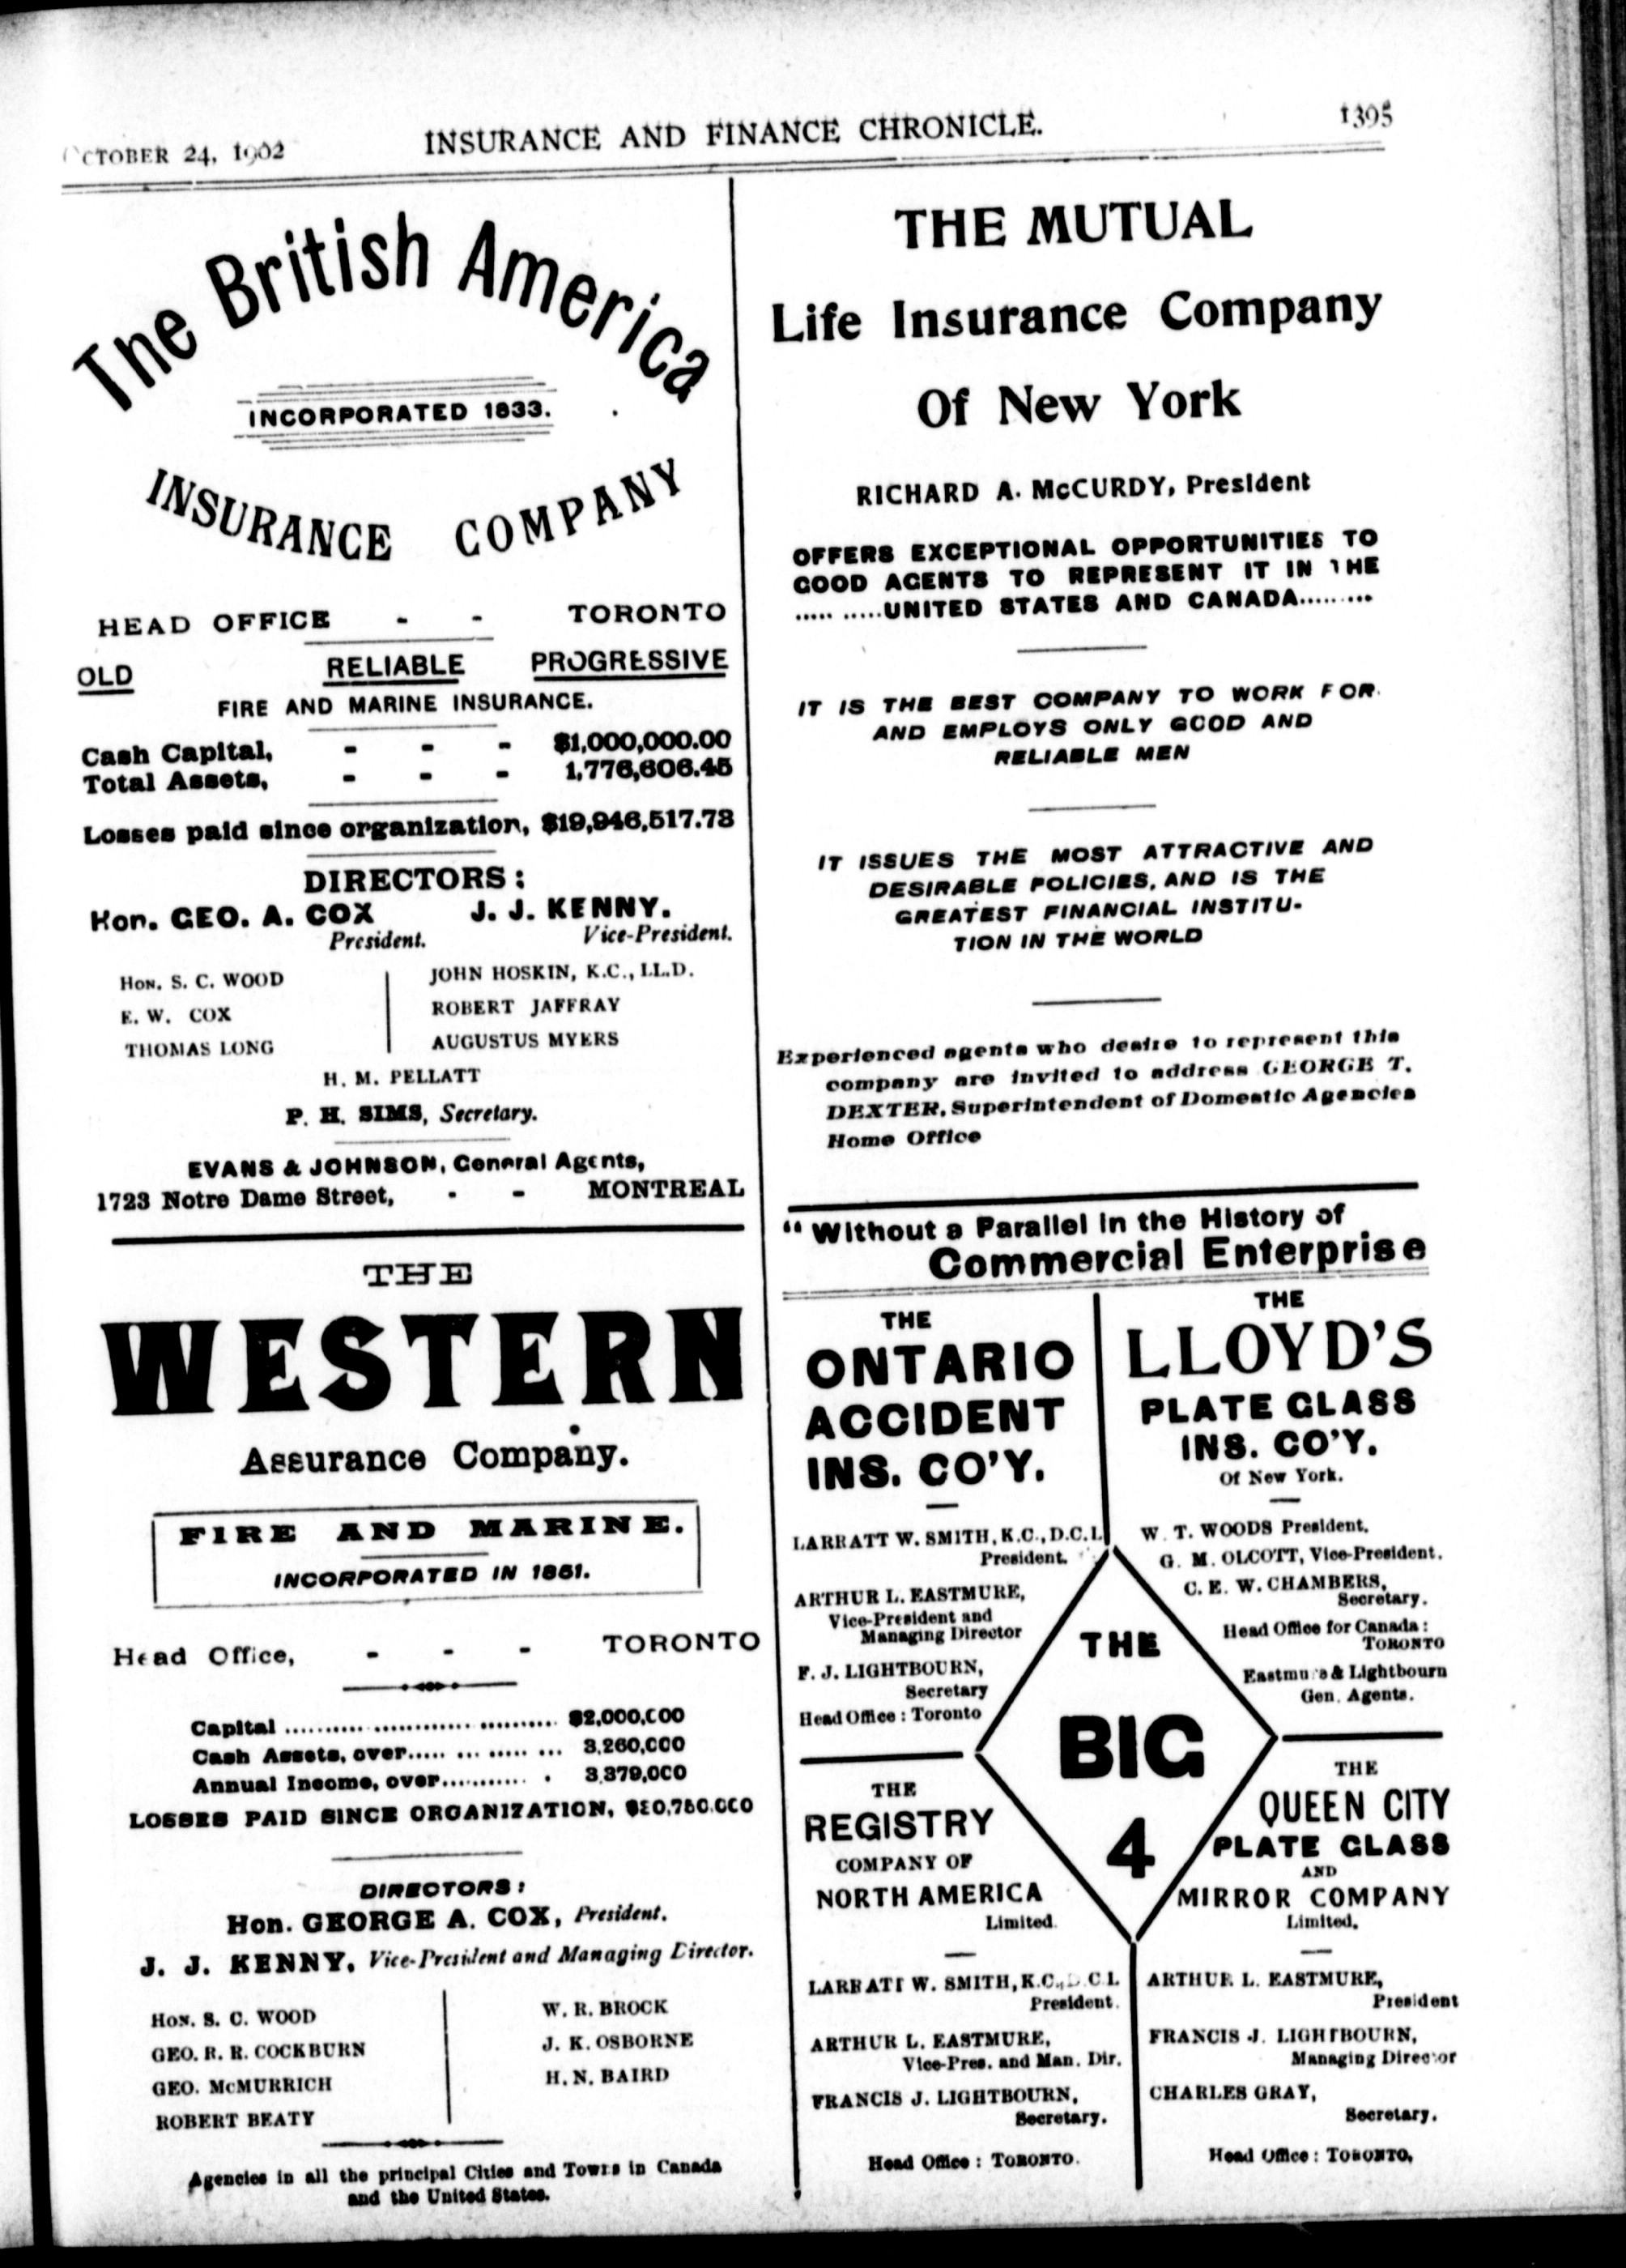 OCTOBER 24, 1902 INSURANCE AND FINANCE CHRONICLE. 1395
The British America
INCORPORATED 1833.
INSURANCE COMPANY
HEAD OFFICE - - TORONTO
OLD RELIABLE PROGRESSIVE
FIRE AND MARINE INSURANCE.
Cash Capital, - - - $1,000,000.00
Total Assets, - - - 1,776,606.45
Losses paid since organization, $19,946,517.73
DIRECTORS:
Hon. GEO. A. COX J. J. KENNY.
President. Vice-President.
HON. S. C. WOOD JOHN HOSKIN, K.C., LL.D.
E. W. COX ROBERT JAFFRAY
THOMAS LONG AUGUSTUS MYERS
H. M. PELLATT
P. H. SIMS, Secretary.
EVANS & JOHNSON, General Agents,
1723 Notre Dame Street, - - MONTREAL
THE
WESTERN
Assurance Company.
FIRE AND MARINE.
INCORPORATED IN 1851.
Head Office, - - - TORONTO
Capital .......... $2,000,000
Cash Assets, over.......... 3,260,000
Annual Income, over.......... 3,379,000
LOSSES PAID SINCE ORGANIZATION,
DIRECTORS:
Hon. GEORGE A. COX, President.
J. J. KENNY, Vice-President and Managing Director.
HON. S. C. WOOD W. R. BROCK
GEO. R. R. COCKBURN J. K. OSBORNE
GEO. McMURRICH H. N. BAIRD
ROBERT BEATY
Agencies in all the principal Cities and Towns in Canada
and the United States.
THE MUTUAL
Life Insurance Company
Of New York
RICHARD A. McCURDY, President
OFFERS EXCEPTIONAL OPPORTUNITIES TO
GOOD AGENTS TO REPRESENT IT IN THE
..........UNITED STATES AND CANADA.........
IT IS THE BEST COMPANY TO WORK FOR
AND EMPLOYS ONLY GOOD AND
RELIABLE MEN
IT ISSUES THE MOST ATTRACTIVE AND
DESIRABLE POLICIES, AND IS THE
GREATEST FINANCIAL INSTITU-
TION IN THE WORLD
Experienced agents who desire to represent this
company are invited to address GEORGE T.
DEXTER, Superintendent of Domestic Agencies
Home Office
"Without a Parallel in the History of
Commercial Enterprise
THE
ONTARIO
ACCIDENT
INS. CO'Y.
LARRATT W. SMITH, K.C., D.C.L
President.
ARTHUR L. EASTMURE,
Vice-President and
Managing Director
F. J. LIGHTBOURN,
Secretary
Head Office: Toronto
THE
LLOYD'S
PLATE GLASS
INS. CO'Y.
Of New York.
W. T. WOODS President.
G. M. OLCOTT, Vice-President.
C. E. W. CHAMBERS,
Secretary.
Head Office for Canada:
TORONTO
Eastmure & Lightbourn
Gen. Agents.
THE
BIG
4
THE
REGISTRY
COMPANY OF
NORTH AMERICA
Limited.
LARRATT W. SMITH, K.C., D.C.L
President.
ARTHUR L. EASTMURE,
Vice-Pres. and Man. Dir.
FRANCIS J. LIGHTBOURN,
Secretary.
Head Office: TORONTO.
THE
QUEEN CITY
PLATE GLASS
AND
MIRROR COMPANY
Limited.
ARTHUR L. EASTMURE,
President
FRANCIS J. LIGHTBOURN,
Managing Director
CHARLES GRAY,
Secretary.
Head Office: TORONTO.